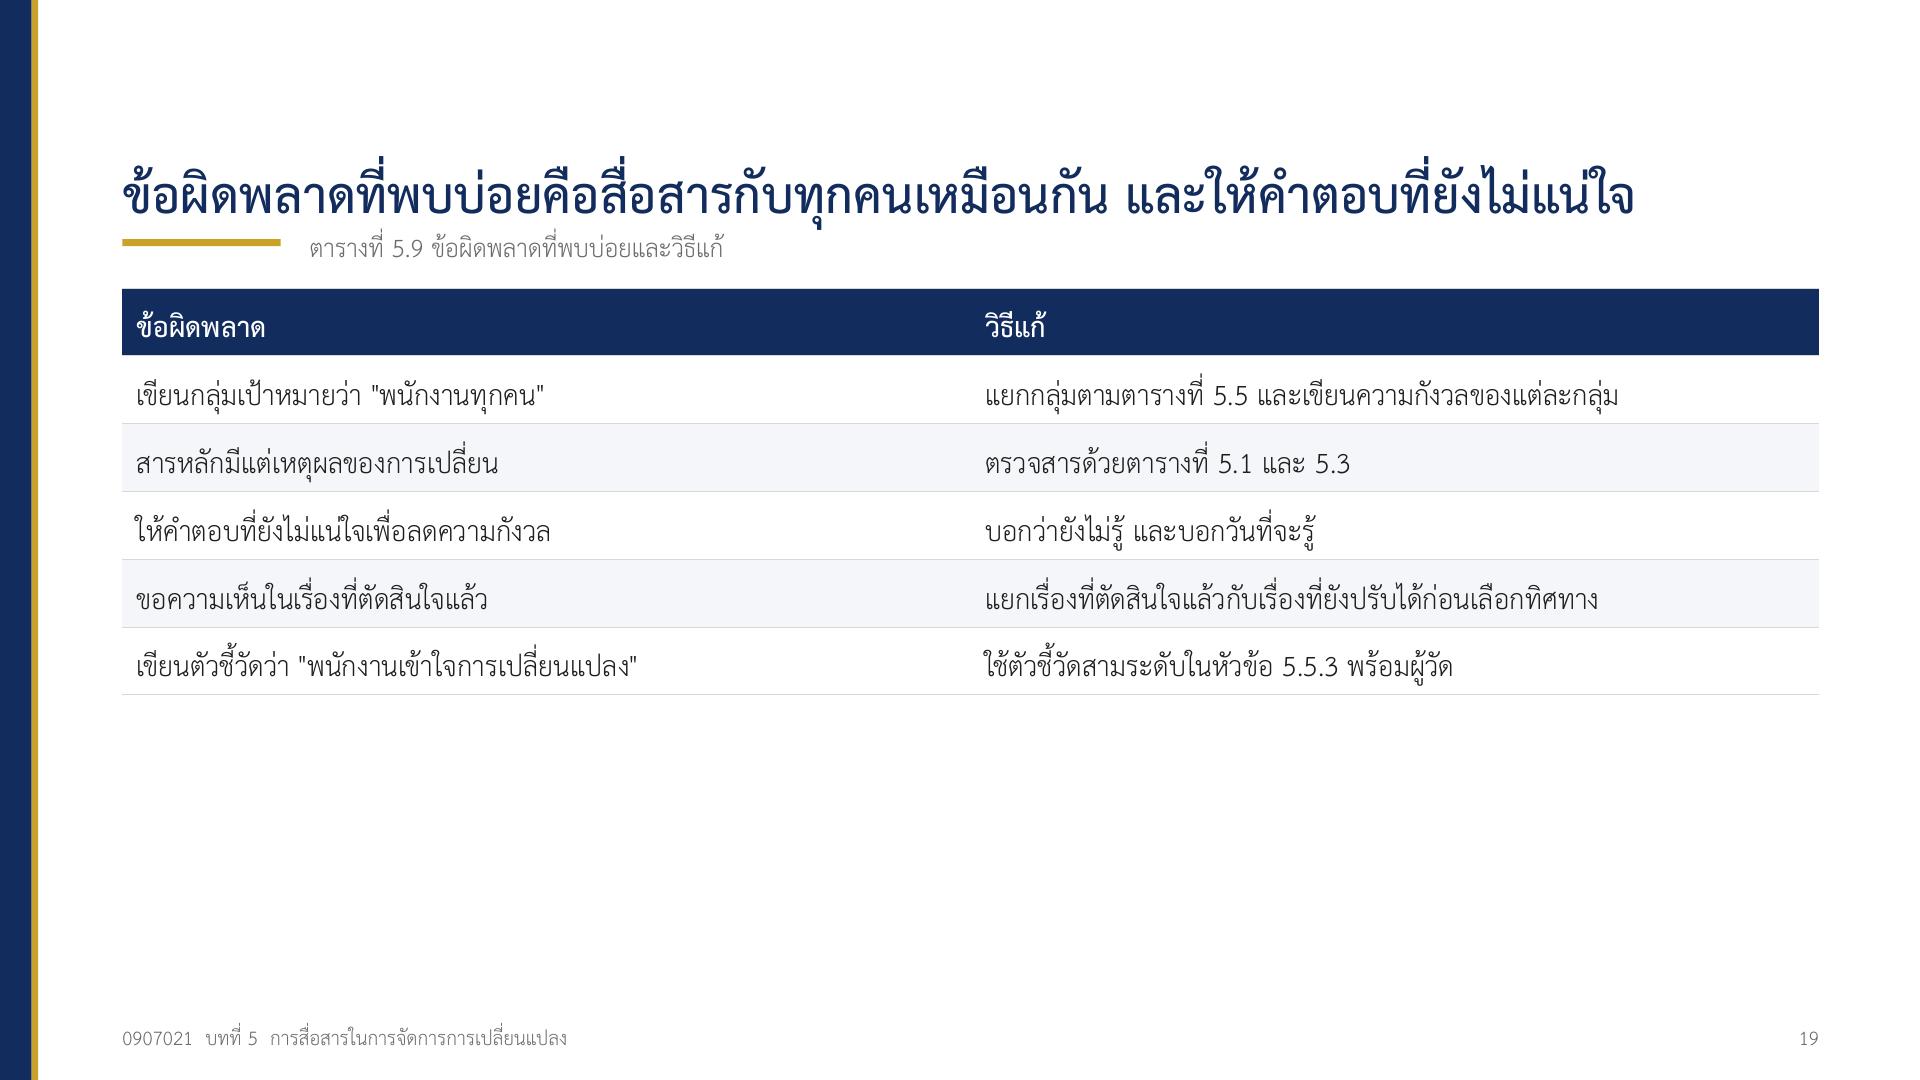 ข้อผิดพลาดที่พบบ่อยคือสื่อสารกับทุกคนเหมือนกัน และให้คำตอบที่ยังไม่แน่ใจ
ตารางที่ 5.9 ข้อผิดพลาดที่พบบ่อยและวิธีแก้
ข้อผิดพลาด วิธีแก้
เขียนกลุ่มเป้าหมายว่า "พนักงานทุกคน" แยกกลุ่มตามตารางที่ 5.5 และเขียนความกังวลของแต่ละกลุ่ม
สารหลักมีแต่เหตุผลของการเปลี่ยน ตรวจสารด้วยตารางที่ 5.1 และ 5.3
ให้คำตอบที่ยังไม่แน่ใจเพื่อลดความกังวล บอกว่ายังไม่รู้ และบอกวันที่จะรู้
ขอความเห็นในเรื่องที่ตัดสินใจแล้ว แยกเรื่องที่ตัดสินใจแล้วกับเรื่องที่ยังปรับได้ก่อนเลือกทิศทาง
เขียนตัวชี้วัดว่า "พนักงานเข้าใจการเปลี่ยนแปลง" ใช้ตัวชี้วัดสามระดับในหัวข้อ 5.5.3 พร้อมผู้วัด
0907021 บทที่ 5 การสื่อสารในการจัดการการเปลี่ยนแปลง 19